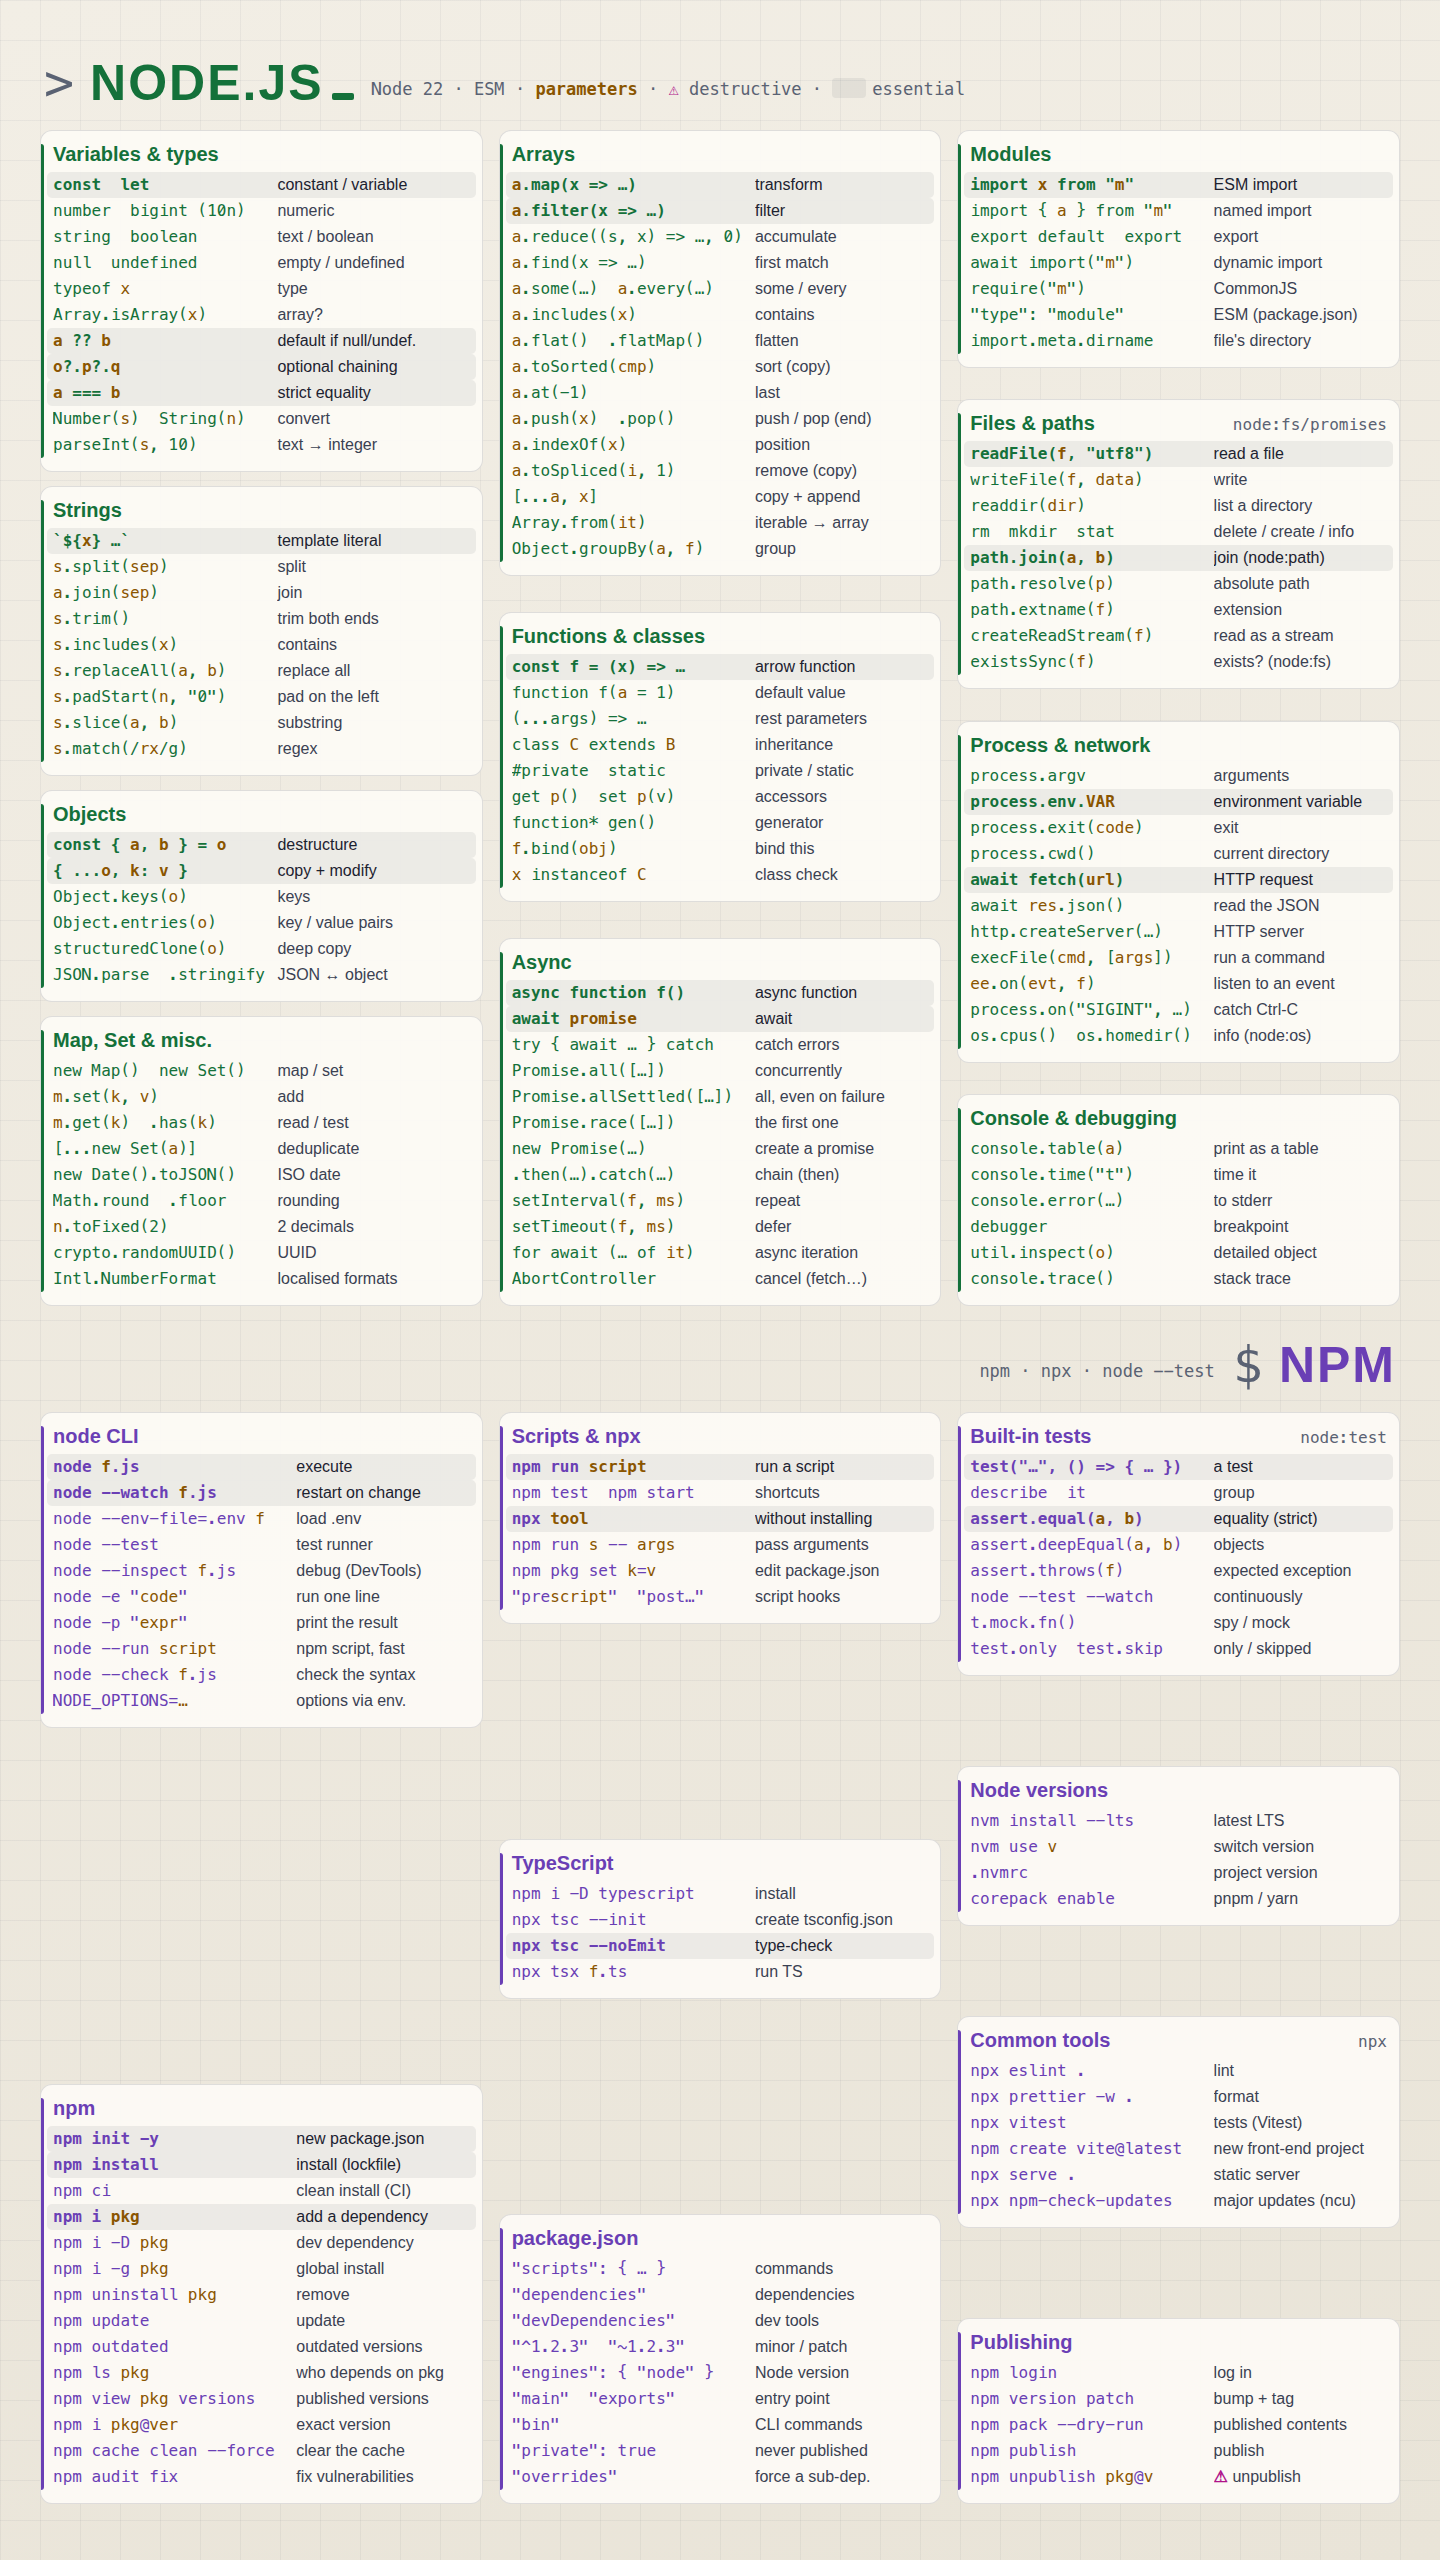 > NODE.JS_ Node 22 · ESM · parameters · ⚠ destructive · essential
Variables & types
const let constant / variable
number bigint (10n) numeric
string boolean text / boolean
null undefined empty / undefined
typeof x type
Array.isArray(x) array?
a ?? b default if null/undef.
o?.p?.q optional chaining
a === b strict equality
Number(s) String(n) convert
parseInt(s, 10) text → integer
Strings
`${x} …` template literal
s.split(sep) split
a.join(sep) join
s.trim() trim both ends
s.includes(x) contains
s.replaceAll(a, b) replace all
s.padStart(n, "0") pad on the left
s.slice(a, b) substring
s.match(/rx/g) regex
Objects
const { a, b } = o destructure
{ ...o, k: v } copy + modify
Object.keys(o) keys
Object.entries(o) key / value pairs
structuredClone(o) deep copy
JSON.parse .stringify JSON ↔ object
Map, Set & misc.
new Map() new Set() map / set
m.set(k, v) add
m.get(k) .has(k) read / test
[...new Set(a)] deduplicate
new Date().toJSON() ISO date
Math.round .floor rounding
n.toFixed(2) 2 decimals
crypto.randomUUID() UUID
Intl.NumberFormat localised formats
Arrays
a.map(x => …) transform
a.filter(x => …) filter
a.reduce((s, x) => …, 0) accumulate
a.find(x => …) first match
a.some(…) a.every(…) some / every
a.includes(x) contains
a.flat() .flatMap() flatten
a.toSorted(cmp) sort (copy)
a.at(−1) last
a.push(x) .pop() push / pop (end)
a.indexOf(x) position
a.toSpliced(i, 1) remove (copy)
[...a, x] copy + append
Array.from(it) iterable → array
Object.groupBy(a, f) group
Functions & classes
const f = (x) => … arrow function
function f(a = 1) default value
(...args) => … rest parameters
class C extends B inheritance
#private static private / static
get p() set p(v) accessors
function* gen() generator
f.bind(obj) bind this
x instanceof C class check
Async
async function f() async function
await promise await
try { await … } catch catch errors
Promise.all([…]) concurrently
Promise.allSettled([…]) all, even on failure
Promise.race([…]) the first one
new Promise(…) create a promise
.then(…).catch(…) chain (then)
setInterval(f, ms) repeat
setTimeout(f, ms) defer
for await (… of it) async iteration
AbortController cancel (fetch…)
Modules
import x from "m" ESM import
import { a } from "m" named import
export default export export
await import("m") dynamic import
require("m") CommonJS
"type": "module" ESM (package.json)
import.meta.dirname file's directory
Files & paths node:fs/promises
readFile(f, "utf8") read a file
writeFile(f, data) write
readdir(dir) list a directory
rm mkdir stat delete / create / info
path.join(a, b) join (node:path)
path.resolve(p) absolute path
path.extname(f) extension
createReadStream(f) read as a stream
existsSync(f) exists? (node:fs)
Process & network
process.argv arguments
process.env.VAR environment variable
process.exit(code) exit
process.cwd() current directory
await fetch(url) HTTP request
await res.json() read the JSON
http.createServer(…) HTTP server
execFile(cmd, [args]) run a command
ee.on(evt, f) listen to an event
process.on("SIGINT", …) catch Ctrl-C
os.cpus() os.homedir() info (node:os)
Console & debugging
console.table(a) print as a table
console.time("t") time it
console.error(…) to stderr
debugger breakpoint
util.inspect(o) detailed object
console.trace() stack trace
npm · npx · node −−test $ NPM
node CLI
node f.js execute
node −−watch f.js restart on change
node −−env−file=.env f load .env
node −−test test runner
node −−inspect f.js debug (DevTools)
node −e "code" run one line
node −p "expr" print the result
node −−run script npm script, fast
node −−check f.js check the syntax
NODE_OPTIONS=… options via env.
npm
npm init −y new package.json
npm install install (lockfile)
npm ci clean install (CI)
npm i pkg add a dependency
npm i −D pkg dev dependency
npm i −g pkg global install
npm uninstall pkg remove
npm update update
npm outdated outdated versions
npm ls pkg who depends on pkg
npm view pkg versions published versions
npm i pkg@ver exact version
npm cache clean −−force clear the cache
npm audit fix fix vulnerabilities
Scripts & npx
npm run script run a script
npm test npm start shortcuts
npx tool without installing
npm run s −− args pass arguments
npm pkg set k=v edit package.json
"prescript" "post…" script hooks
TypeScript
npm i −D typescript install
npx tsc −−init create tsconfig.json
npx tsc −−noEmit type-check
npx tsx f.ts run TS
package.json
"scripts": { … } commands
"dependencies" dependencies
"devDependencies" dev tools
"^1.2.3" "~1.2.3" minor / patch
"engines": { "node" } Node version
"main" "exports" entry point
"bin" CLI commands
"private": true never published
"overrides" force a sub-dep.
Built-in tests node:test
test("…", () => { … }) a test
describe it group
assert.equal(a, b) equality (strict)
assert.deepEqual(a, b) objects
assert.throws(f) expected exception
node −−test −−watch continuously
t.mock.fn() spy / mock
test.only test.skip only / skipped
Node versions
nvm install −−lts latest LTS
nvm use v switch version
.nvmrc project version
corepack enable pnpm / yarn
Common tools npx
npx eslint . lint
npx prettier −w . format
npx vitest tests (Vitest)
npm create vite@latest new front-end project
npx serve . static server
npx npm−check−updates major updates (ncu)
Publishing
npm login log in
npm version patch bump + tag
npm pack −−dry−run published contents
npm publish publish
npm unpublish pkg@v ⚠ unpublish